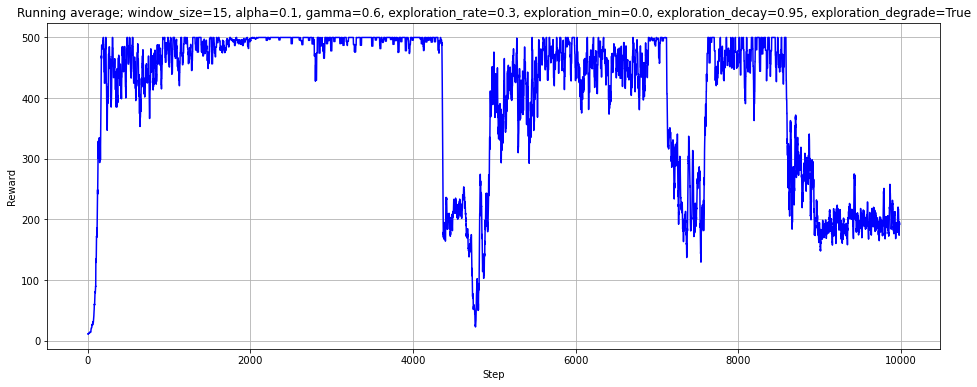 Running average; window_size=15, alpha=0.1, gamma=0.6, exploration_rate=0.3, exploration_min=0.0, exploration_decay=0.95, exploration_degrade=True
500
400
300
200
100
0
Reward
0 2000 4000 6000 8000 10000
Step